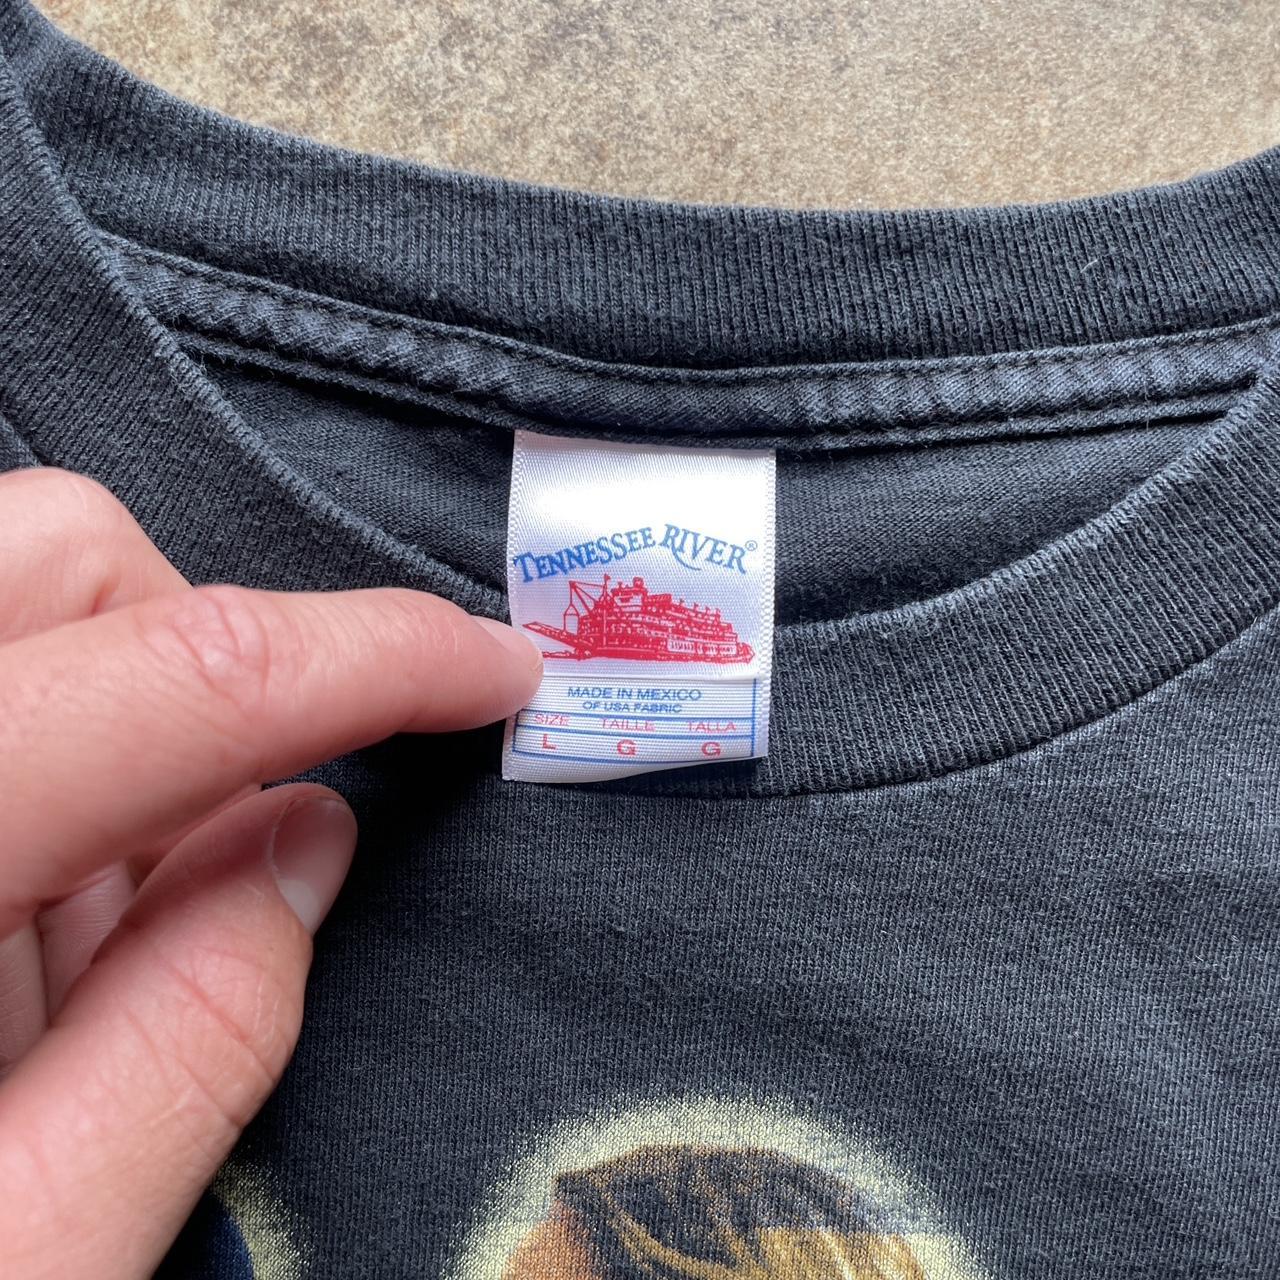 TENNESSEE RIVER®
MADE IN MEXICO
OF USA FABRIC
SIZE TAILLE TALLA
L G G